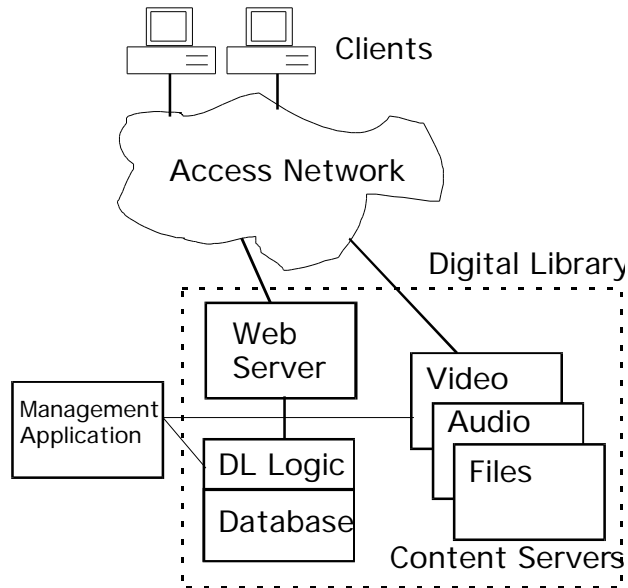 Clients
Access Network
Digital Library
Web
Server
Video
Management
Application
Audio
DL Logic
Files
Database
Content Servers